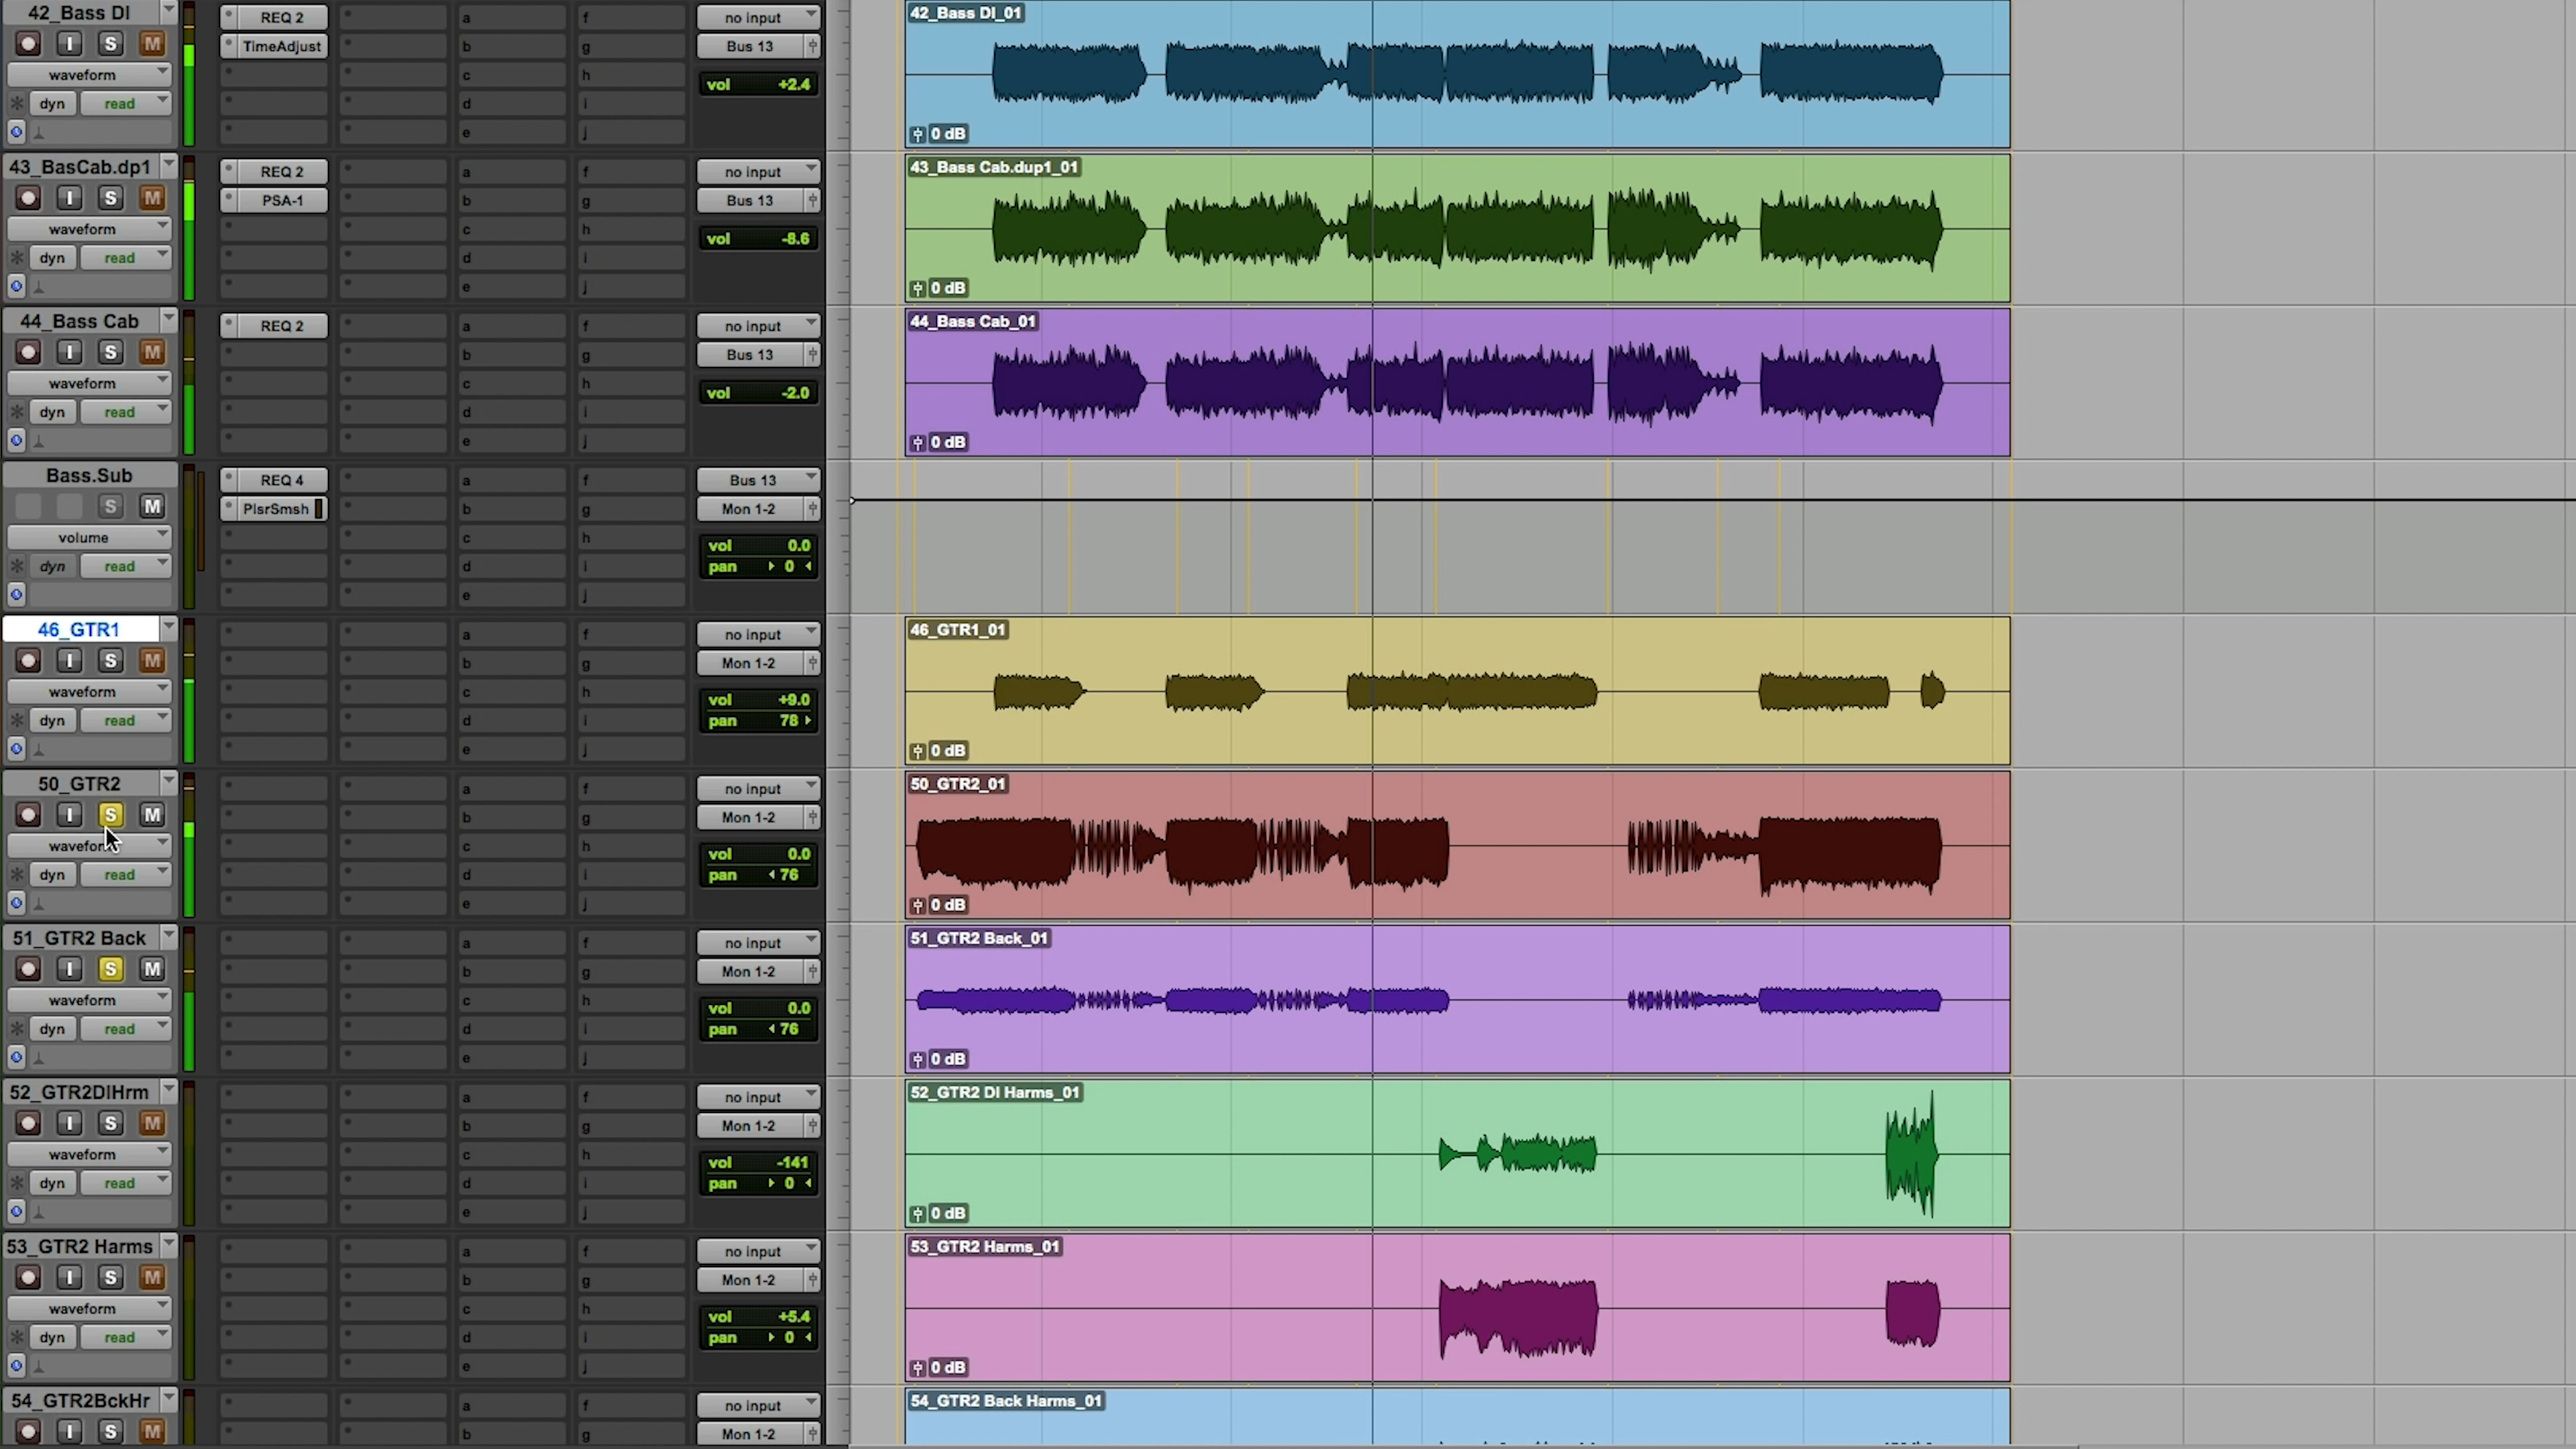 42_Bass DI REQ 2 a f no input 42_Bass DI_01
I S M TimeAdjust b g Bus 13
waveform c h vol +2.4
dyn read d i
e j 0 dB
43_BasCab.dp1 REQ 2 a f no input 43_Bass Cab.dup1_01
I S M PSA-1 b g Bus 13
waveform c h vol -8.6
dyn read d i
e j 0 dB
44_Bass Cab REQ 2 a f no input 44_Bass Cab_01
I S M b g Bus 13
waveform c h vol -2.0
dyn read d i
e j 0 dB
Bass.Sub REQ 4 a f Bus 13
S M PlsrSmsh b g Mon 1-2
volume c h vol 0.0
dyn read d i pan 0
e j
46_GTR1 a f no input 46_GTR1_01
I S M b g Mon 1-2
waveform c h vol +9.0
dyn read d i pan 78
e j 0 dB
50_GTR2 a f no input 50_GTR2_01
I S M b g Mon 1-2
waveform c h vol 0.0
dyn read d i pan 76
e j 0 dB
51_GTR2 Back a f no input 51_GTR2 Back_01
I S M b g Mon 1-2
waveform c h vol 0.0
dyn read d i pan 76
e j 0 dB
52_GTR2DIHrm a f no input 52_GTR2 DI Harms_01
I S M b g Mon 1-2
waveform c h vol -141
dyn read d i pan 0
e j 0 dB
53_GTR2 Harms a f no input 53_GTR2 Harms_01
I S M b g Mon 1-2
waveform c h vol +5.4
dyn read d i pan 0
e j 0 dB
54_GTR2BckHr a f no input 54_GTR2 Back Harms_01
I S M b g Mon 1-2